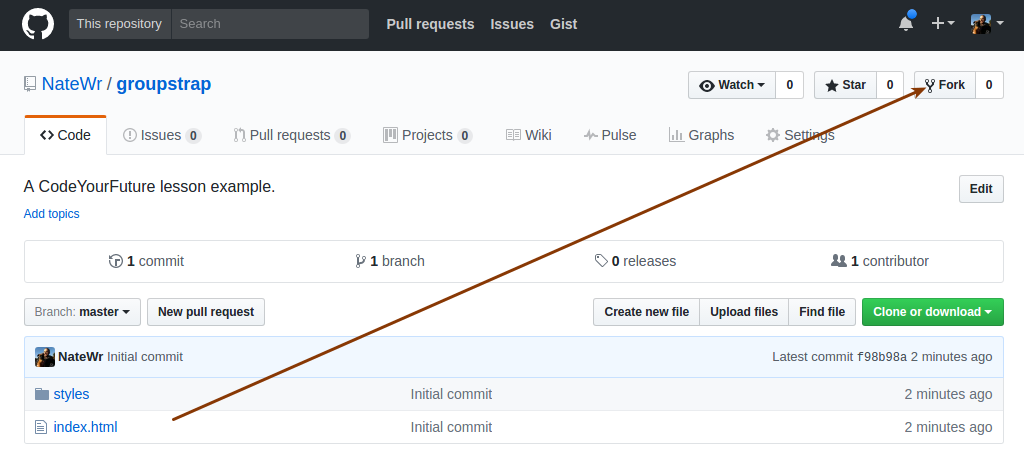 This repository Search Pull requests Issues Gist
NateWr / groupstrap Watch 0 Star 0 Fork 0
Code Issues 0 Pull requests 0 Projects 0 Wiki Pulse Graphs Settings
A CodeYourFuture lesson example. Edit
Add topics
1 commit 1 branch 0 releases 1 contributor
Branch: master New pull request Create new file Upload files Find file Clone or download
NateWr Initial commit Latest commit f98b98a 2 minutes ago
styles Initial commit 2 minutes ago
index.html Initial commit 2 minutes ago